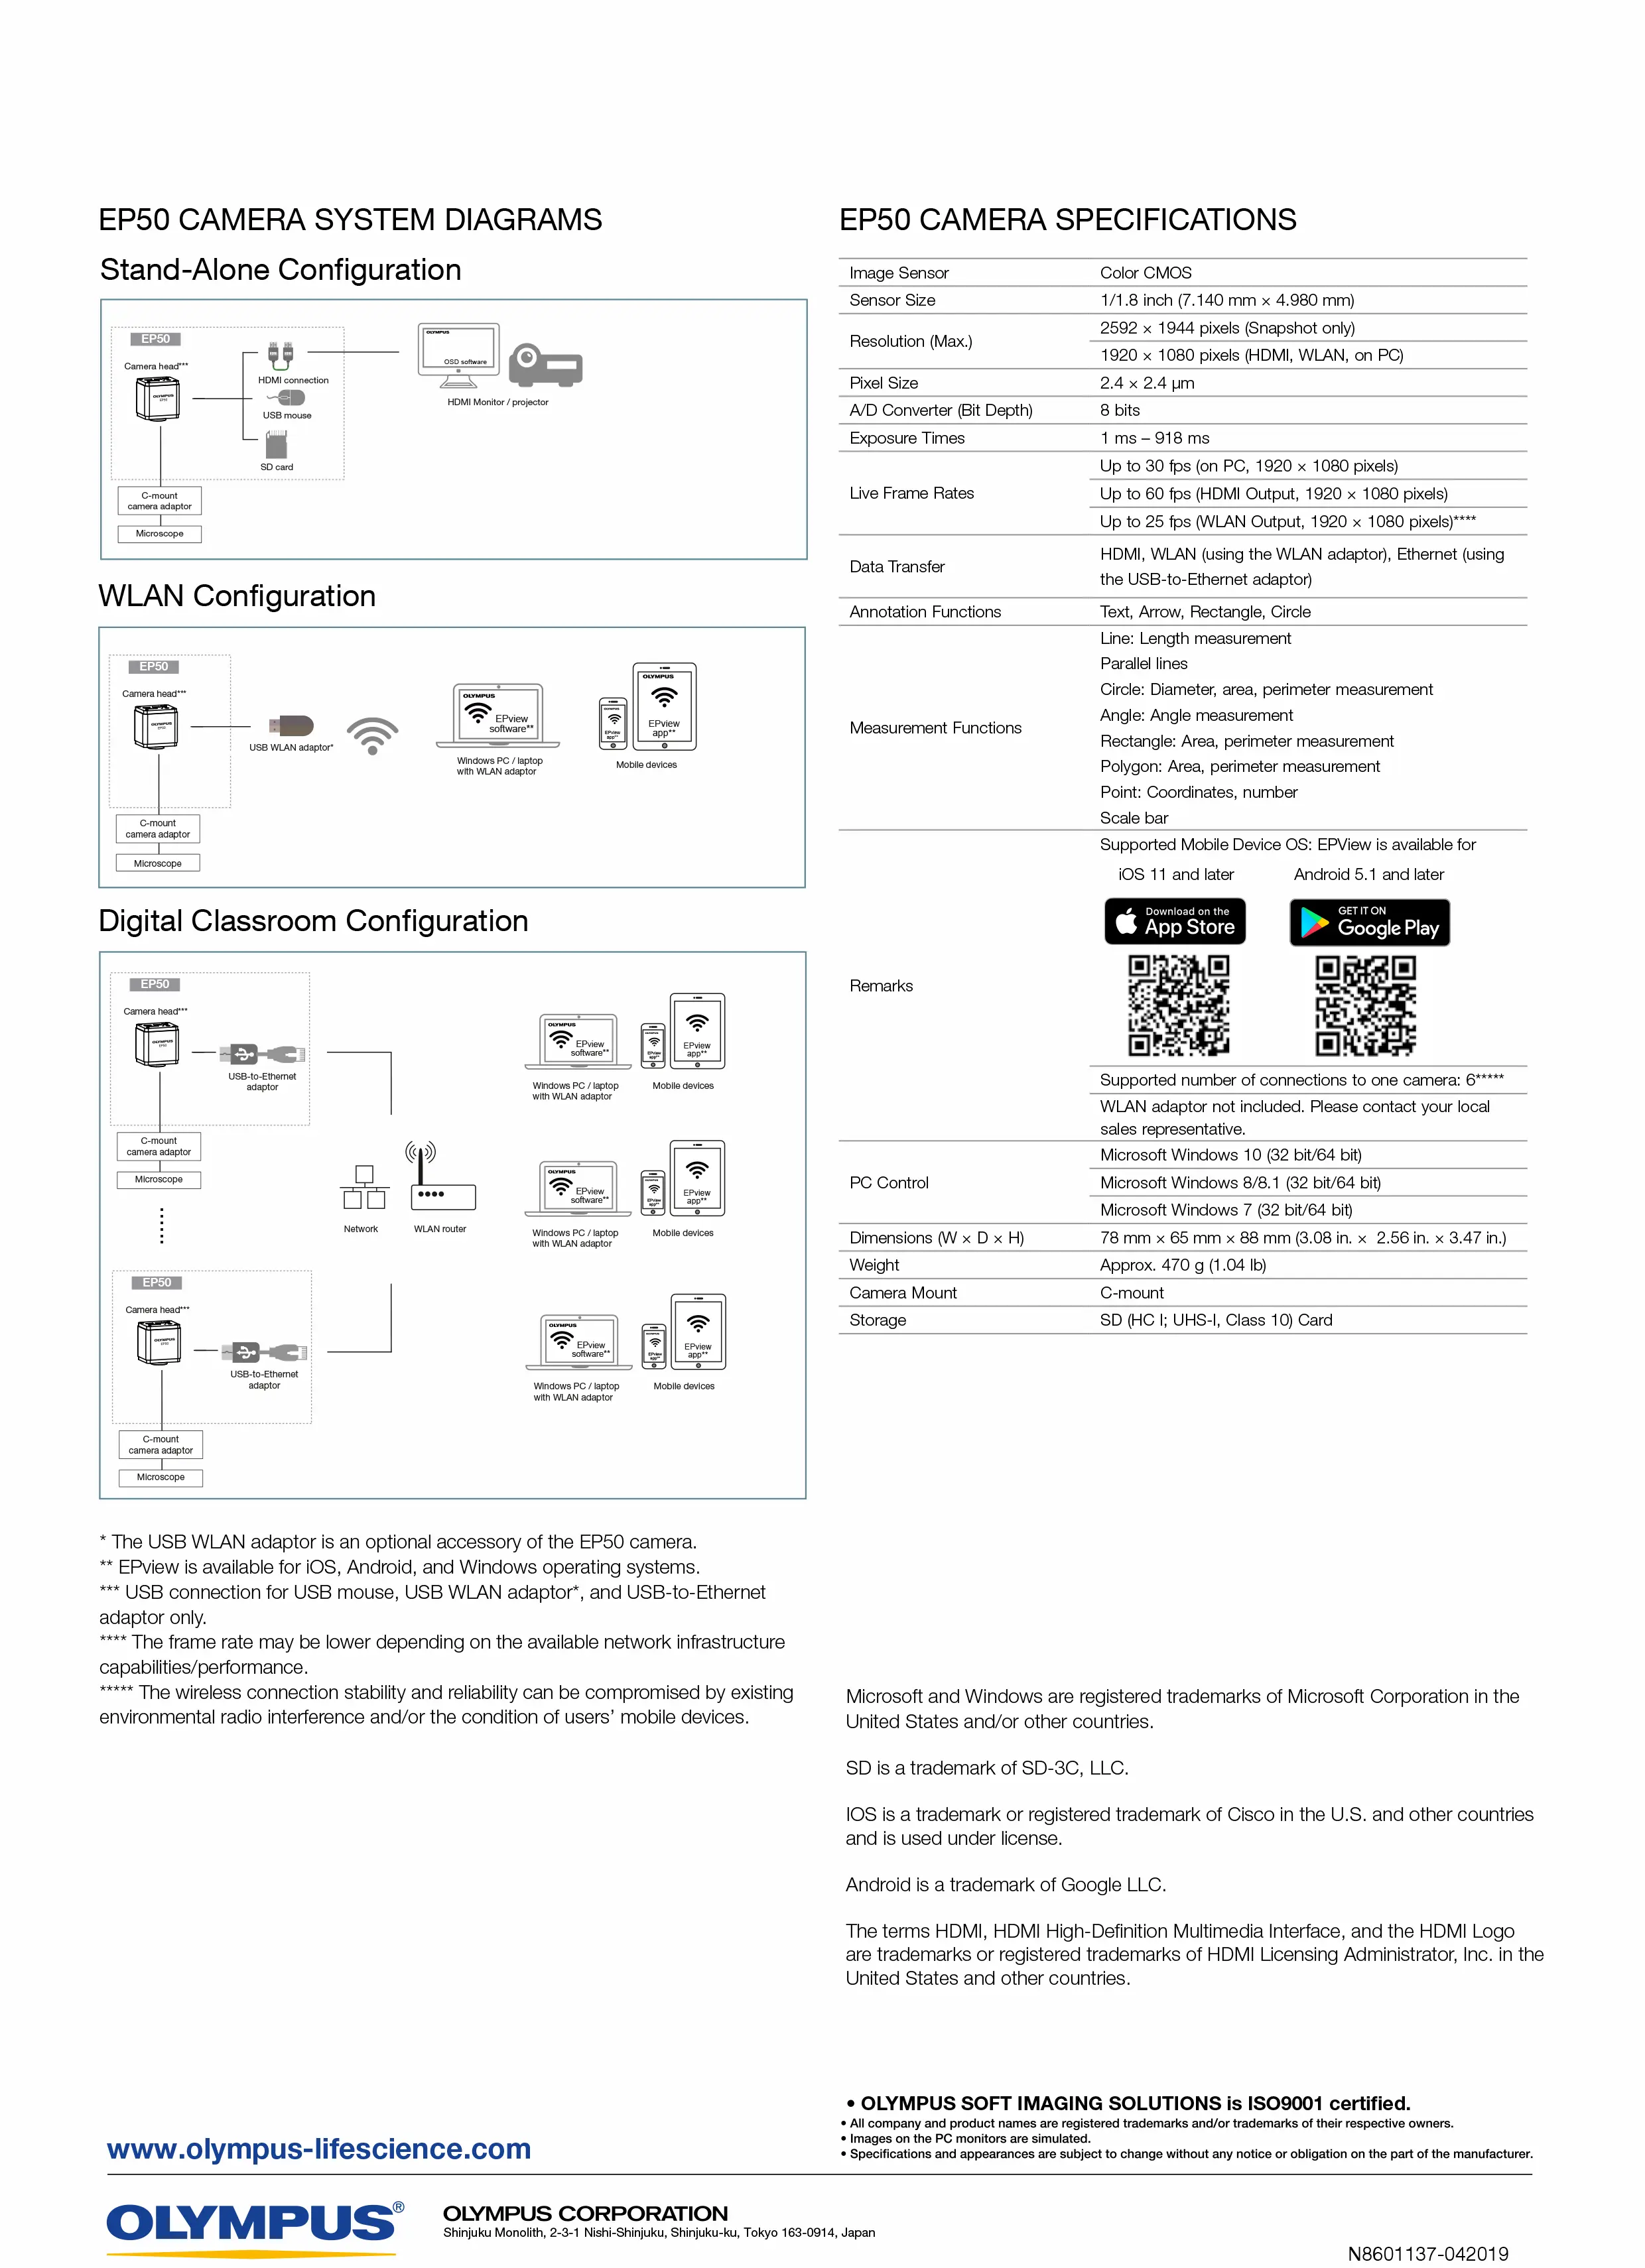 EP50 CAMERA SYSTEM DIAGRAMS
Stand-Alone Configuration
EP50
Camera head***
OLYMPUS
EP50
HDMI connection
USB mouse
SD card
C-mount
camera adaptor
Microscope
OLYMPUS
OSD software
HDMI Monitor / projector
WLAN Configuration
EP50
Camera head***
OLYMPUS
EP50
USB WLAN adaptor*
C-mount
camera adaptor
Microscope
OLYMPUS
EPview
software**
Windows PC / laptop
with WLAN adaptor
OLYMPUS
EPview
app**
OLYMPUS
EPview
app**
Mobile devices
Digital Classroom Configuration
EP50
Camera head***
OLYMPUS
EP50
USB-to-Ethernet
adaptor
C-mount
camera adaptor
Microscope
Network
WLAN router
OLYMPUS
EPview
software**
Windows PC / laptop
with WLAN adaptor
EPview
app**
EPview
app**
Mobile devices
OLYMPUS
EPview
software**
Windows PC / laptop
with WLAN adaptor
EPview
app**
EPview
app**
Mobile devices
EP50
Camera head***
OLYMPUS
EP50
USB-to-Ethernet
adaptor
C-mount
camera adaptor
Microscope
OLYMPUS
EPview
software**
Windows PC / laptop
with WLAN adaptor
EPview
app**
EPview
app**
Mobile devices
* The USB WLAN adaptor is an optional accessory of the EP50 camera.
** EPview is available for iOS, Android, and Windows operating systems.
*** USB connection for USB mouse, USB WLAN adaptor*, and USB-to-Ethernet
adaptor only.
**** The frame rate may be lower depending on the available network infrastructure
capabilities/performance.
***** The wireless connection stability and reliability can be compromised by existing
environmental radio interference and/or the condition of users’ mobile devices.
EP50 CAMERA SPECIFICATIONS
Image Sensor Color CMOS
Sensor Size 1/1.8 inch (7.140 mm × 4.980 mm)
Resolution (Max.)
2592 × 1944 pixels (Snapshot only)
1920 × 1080 pixels (HDMI, WLAN, on PC)
Pixel Size 2.4 × 2.4 µm
A/D Converter (Bit Depth) 8 bits
Exposure Times 1 ms – 918 ms
Live Frame Rates
Up to 30 fps (on PC, 1920 × 1080 pixels)
Up to 60 fps (HDMI Output, 1920 × 1080 pixels)
Up to 25 fps (WLAN Output, 1920 × 1080 pixels)****
Data Transfer
HDMI, WLAN (using the WLAN adaptor), Ethernet (using
the USB-to-Ethernet adaptor)
Annotation Functions Text, Arrow, Rectangle, Circle
Measurement Functions
Line: Length measurement
Parallel lines
Circle: Diameter, area, perimeter measurement
Angle: Angle measurement
Rectangle: Area, perimeter measurement
Polygon: Area, perimeter measurement
Point: Coordinates, number
Scale bar
Remarks
Supported Mobile Device OS: EPView is available for
iOS 11 and later Android 5.1 and later
Download on the
App Store
GET IT ON
Google Play
Supported number of connections to one camera: 6*****
WLAN adaptor not included. Please contact your local
sales representative.
PC Control
Microsoft Windows 10 (32 bit/64 bit)
Microsoft Windows 8/8.1 (32 bit/64 bit)
Microsoft Windows 7 (32 bit/64 bit)
Dimensions (W × D × H) 78 mm × 65 mm × 88 mm (3.08 in. × 2.56 in. × 3.47 in.)
Weight Approx. 470 g (1.04 lb)
Camera Mount C-mount
Storage SD (HC I; UHS-I, Class 10) Card
Microsoft and Windows are registered trademarks of Microsoft Corporation in the
United States and/or other countries.
SD is a trademark of SD-3C, LLC.
IOS is a trademark or registered trademark of Cisco in the U.S. and other countries
and is used under license.
Android is a trademark of Google LLC.
The terms HDMI, HDMI High-Definition Multimedia Interface, and the HDMI Logo
are trademarks or registered trademarks of HDMI Licensing Administrator, Inc. in the
United States and other countries.
• OLYMPUS SOFT IMAGING SOLUTIONS is ISO9001 certified.
• All company and product names are registered trademarks and/or trademarks of their respective owners.
• Images on the PC monitors are simulated.
• Specifications and appearances are subject to change without any notice or obligation on the part of the manufacturer.
www.olympus-lifescience.com
OLYMPUS®
OLYMPUS CORPORATION
Shinjuku Monolith, 2-3-1 Nishi-Shinjuku, Shinjuku-ku, Tokyo 163-0914, Japan
N8601137-042019